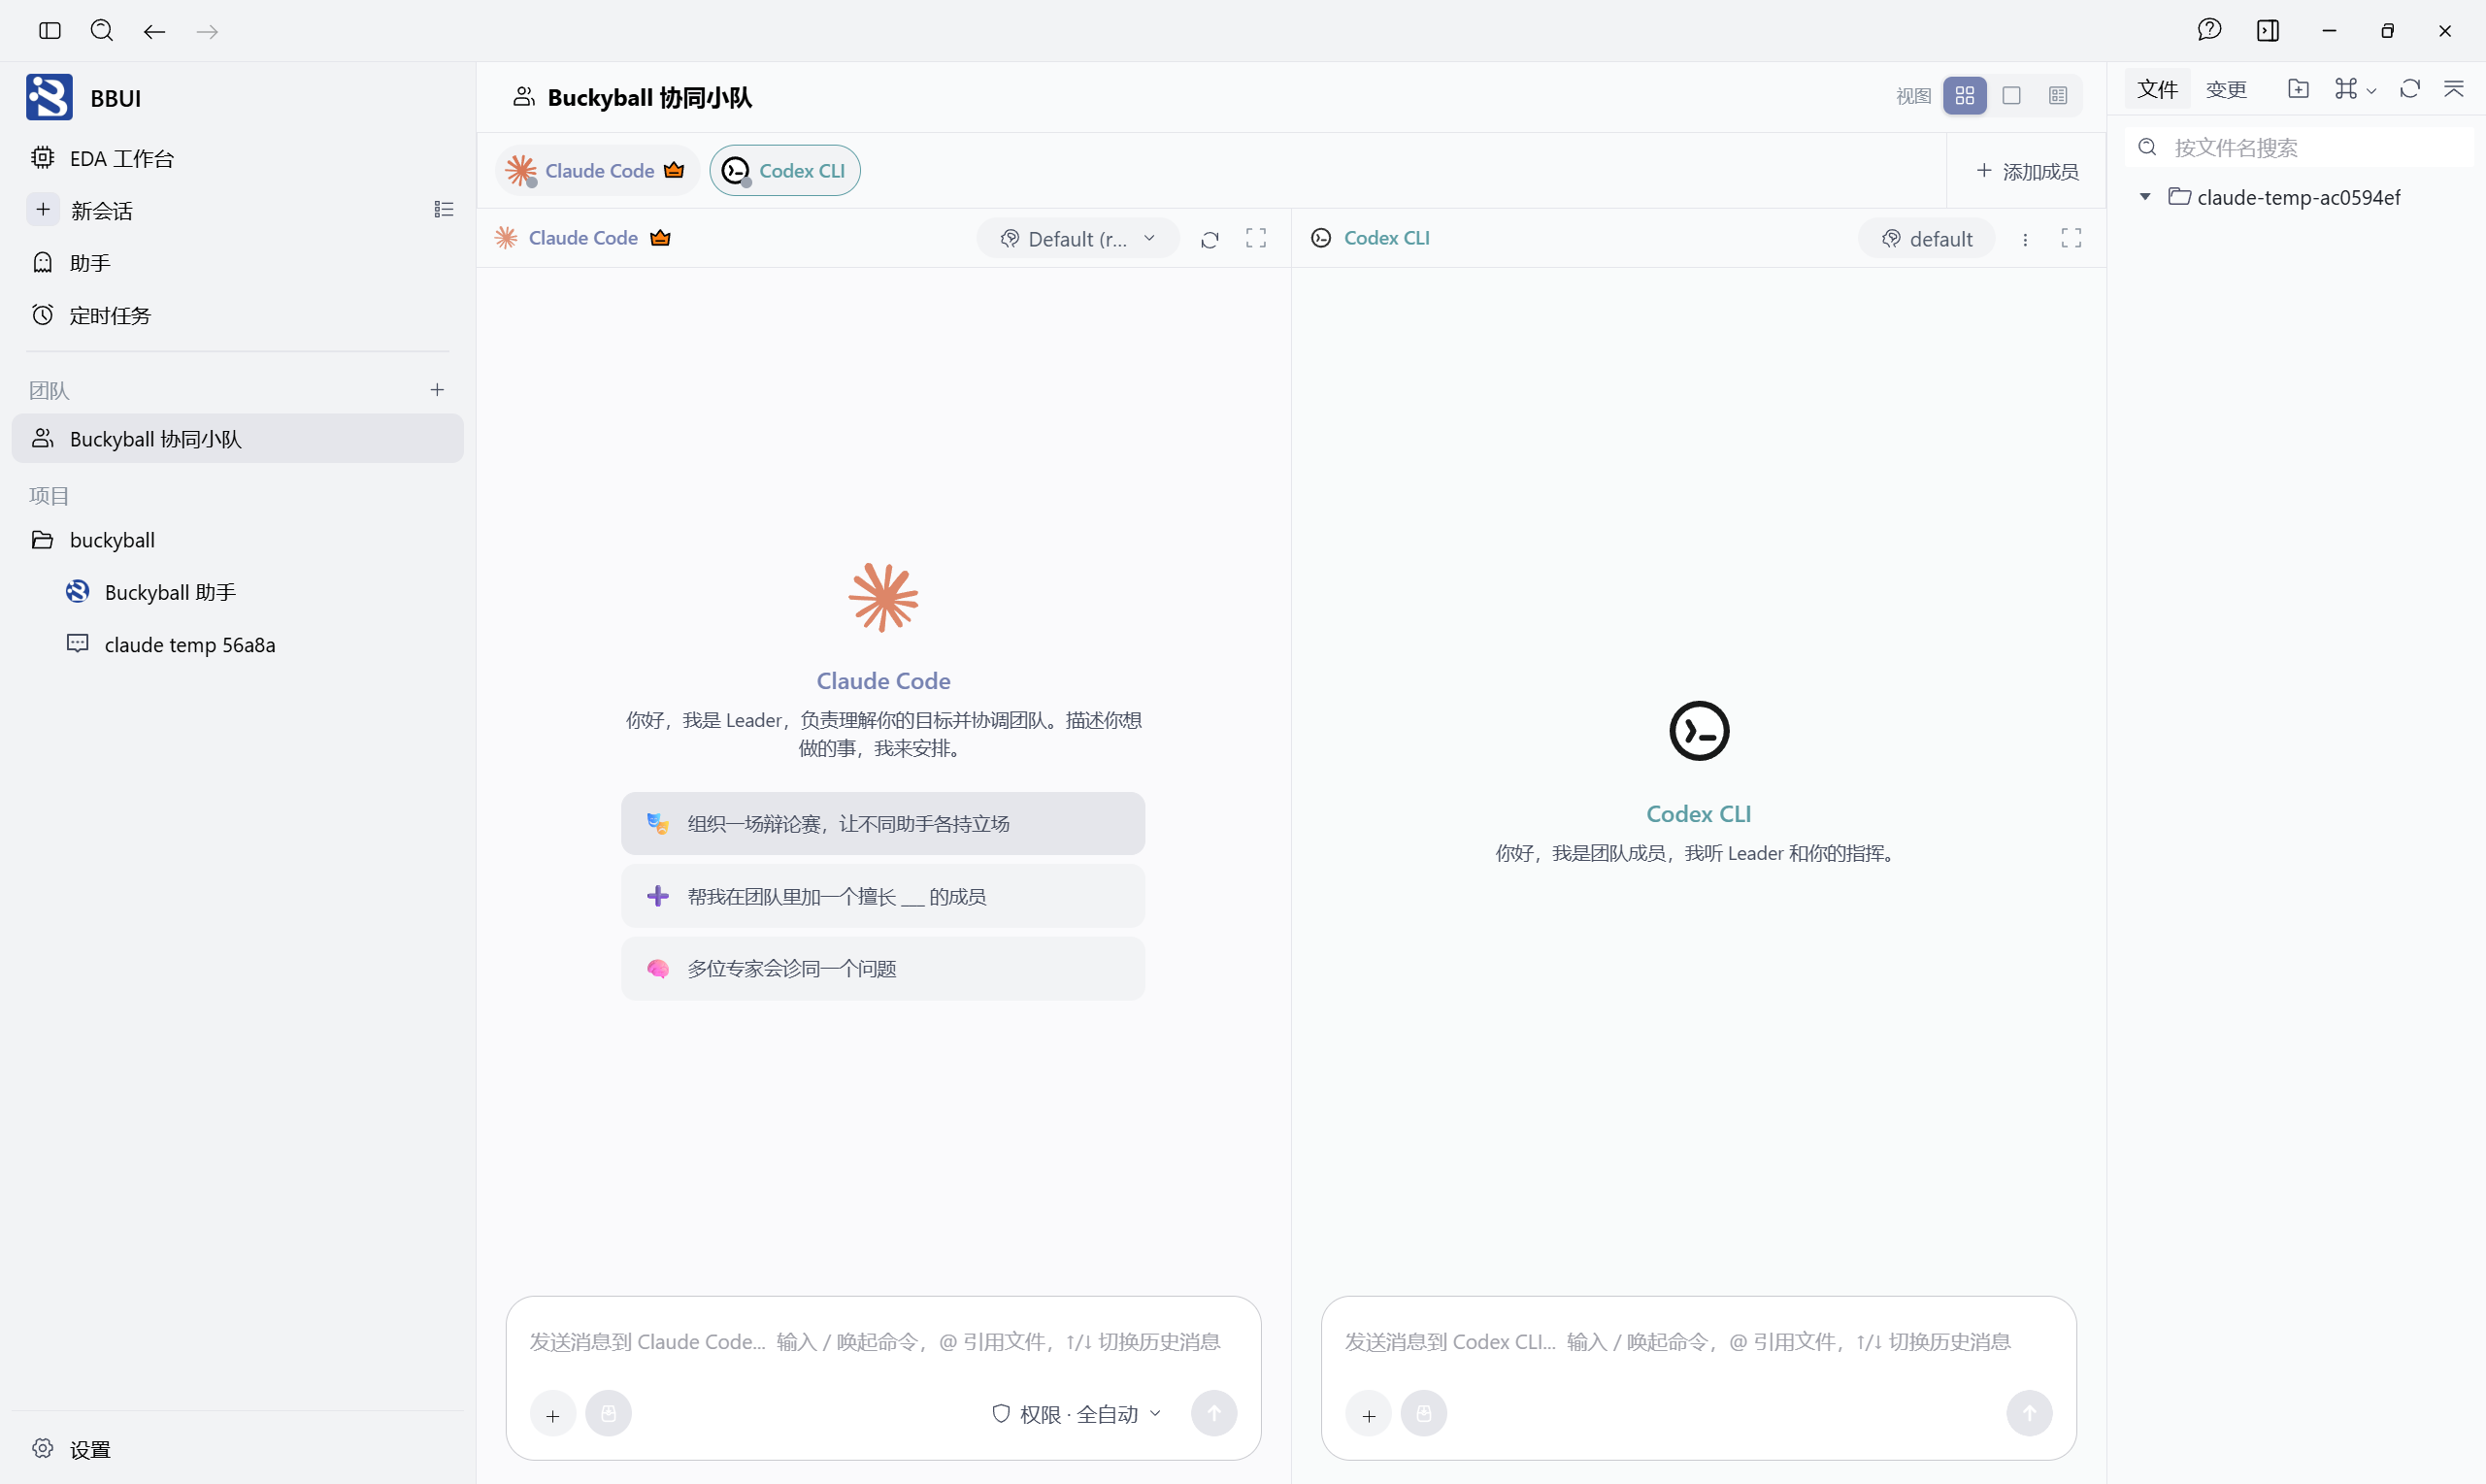 BBUI
EDA 工作台
新会话
助手
定时任务
团队
Buckyball 协同小队
项目
buckyball
Buckyball 助手
claude temp 56a8a
设置
Buckyball 协同小队
视图
Claude Code
Codex CLI
添加成员
Claude Code
Default (r...
Claude Code
你好，我是 Leader，负责理解你的目标并协调团队。描述你想
做的事，我来安排。
组织一场辩论赛，让不同助手各持立场
帮我在团队里加一个擅长 __ 的成员
多位专家会诊同一个问题
发送消息到 Claude Code... 输入 / 唤起命令，@ 引用文件，↑/↓ 切换历史消息
权限 · 全自动
Codex CLI
default
Codex CLI
你好，我是团队成员，我听 Leader 和你的指挥。
发送消息到 Codex CLI... 输入 / 唤起命令，@ 引用文件，↑/↓ 切换历史消息
文件
变更
按文件名搜索
claude-temp-ac0594ef